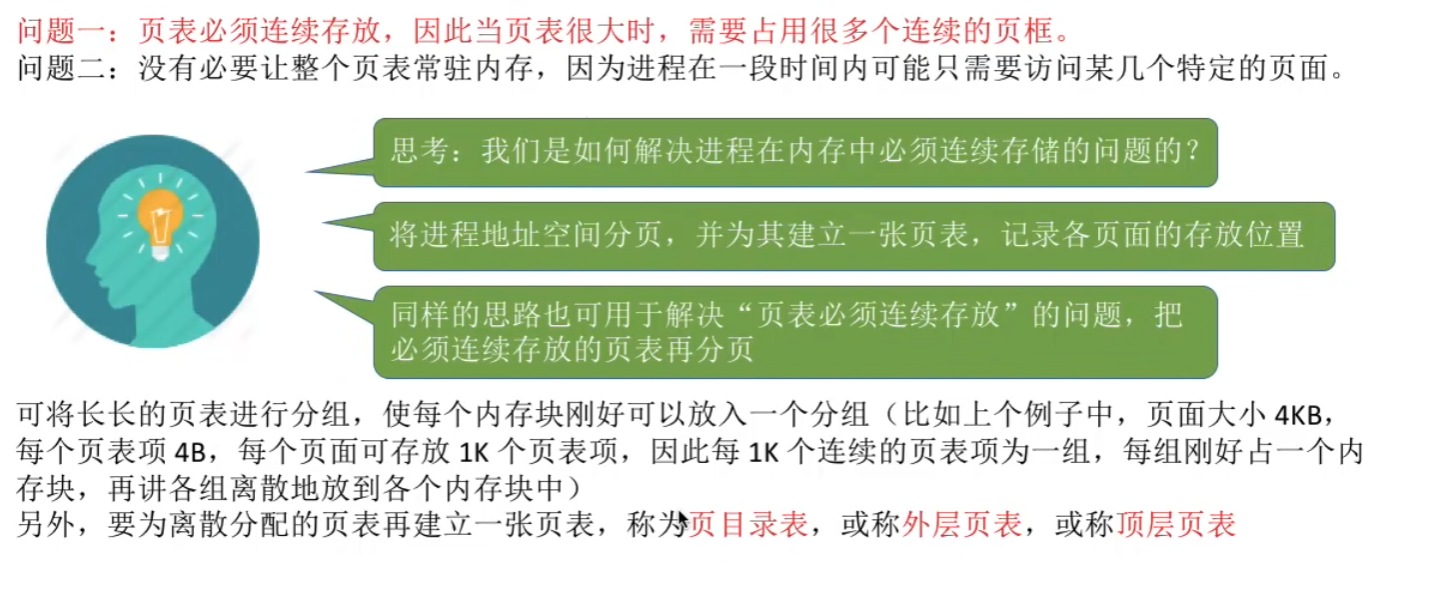 问题一：页表必须连续存放，因此当页表很大时，需要占用很多个连续的页框。
问题二：没有必要让整个页表常驻内存，因为进程在一段时间内可能只需要访问某几个特定的页面。
思考：我们是如何解决进程在内存中必须连续存储的问题的？
将进程地址空间分页，并为其建立一张页表，记录各页面的存放位置
同样的思路也可用于解决“页表必须连续存放”的问题，把
必须连续存放的页表再分页
可将长长的页表进行分组，使每个内存块刚好可以放入一个分组（比如上个例子中，页面大小 4KB，
每个页表项 4B，每个页面可存放 1K 个页表项，因此每 1K 个连续的页表项为一组，每组刚好占一个内
存块，再讲各组离散地放到各个内存块中）
另外，要为离散分配的页表再建立一张页表，称为页目录表，或称外层页表，或称顶层页表